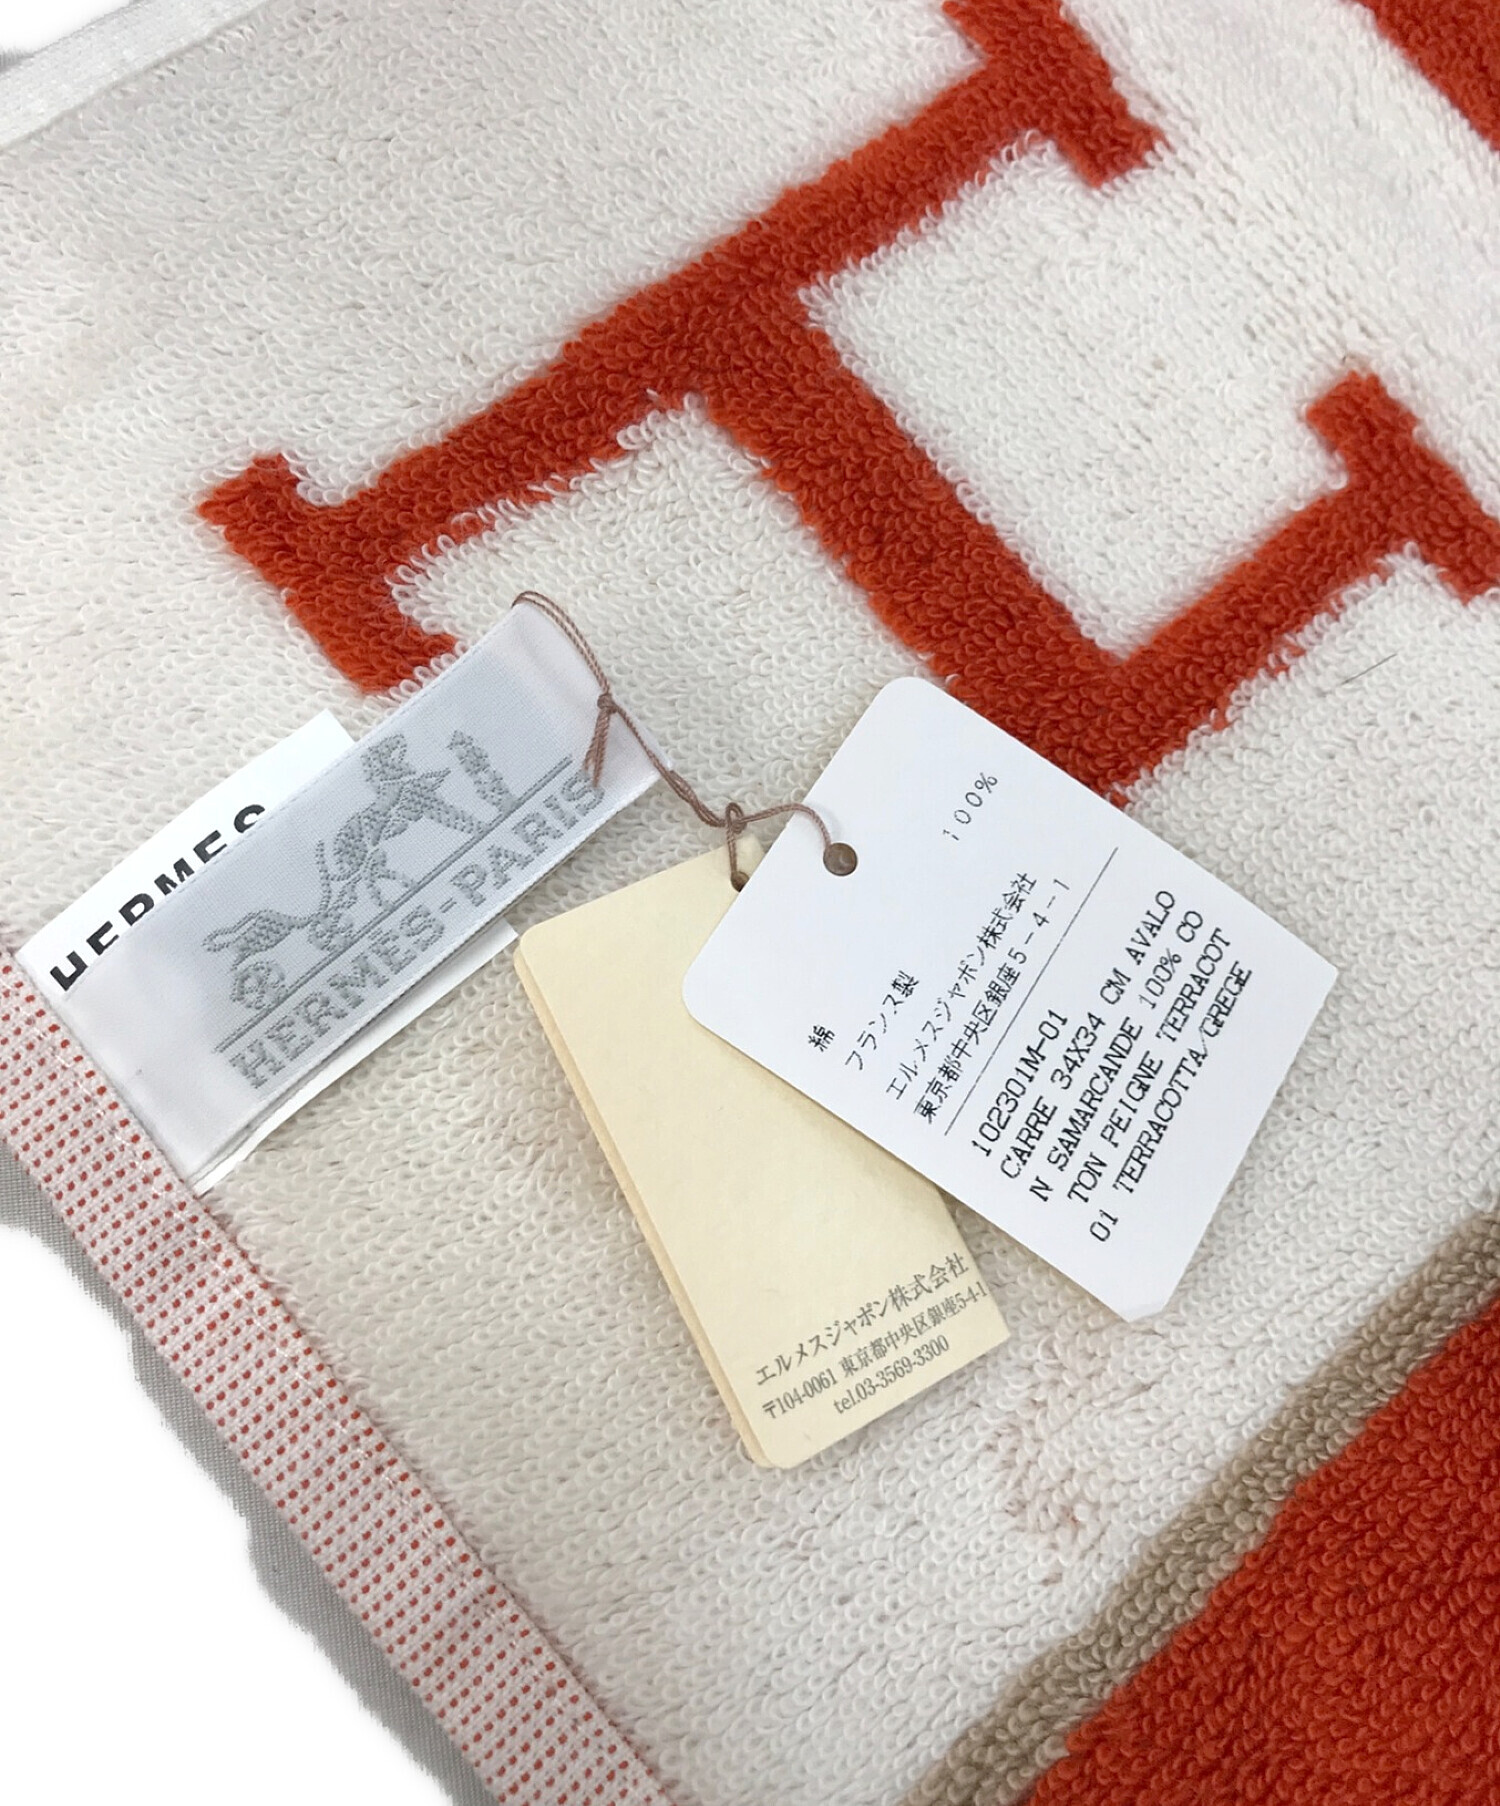 HERMES
HERMÈS-PARIS
綿 100%
フランス製
エルメスジャポン株式会社
東京都中央区銀座5-4-1
102301M-01
CARRE 34X34 CM AVALO
N SAMARCANDE 100% CO
TON PEIGNE TERRACOT
01 TERRACOTTA/GREGE
エルメスジャポン株式会社
〒104-0061 東京都中央区銀座5-4-1
tel.03-3569-3300